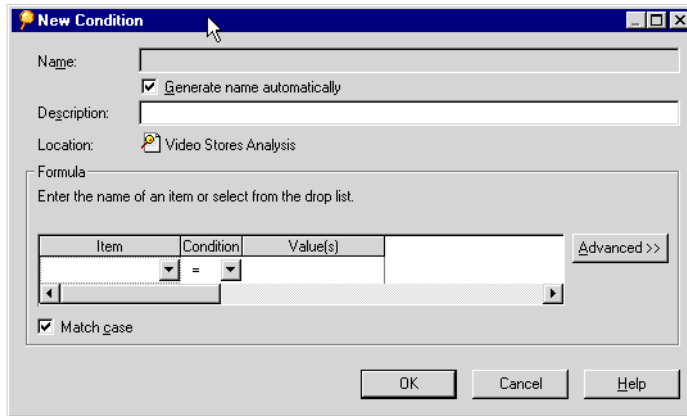 New Condition
Name:
Generate name automatically
Description:
Location: Video Stores Analysis
Formula
Enter the name of an item or select from the drop list.
Item Condition Value(s)
= Advanced >>
Match case
OK Cancel Help